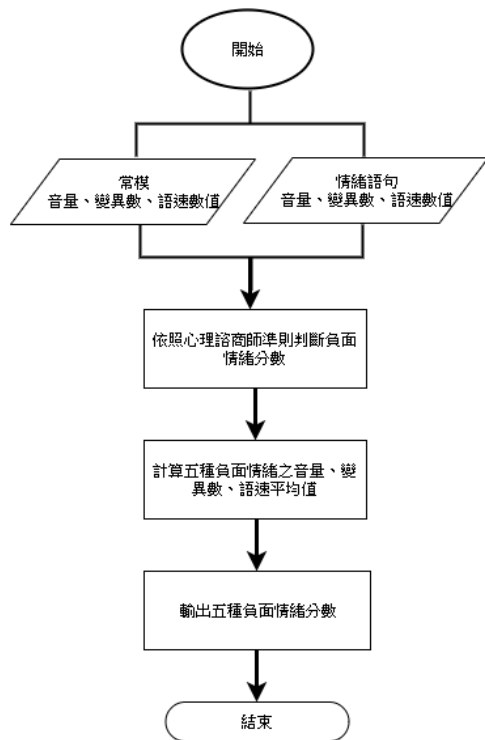 開始
常模
音量、變異數、語速數值
情緒語句
音量、變異數、語速數值
依照心理諮商師準則判斷負面
情緒分數
計算五種負面情緒之音量、變
異數、語速平均值
輸出五種負面情緒分數
結束